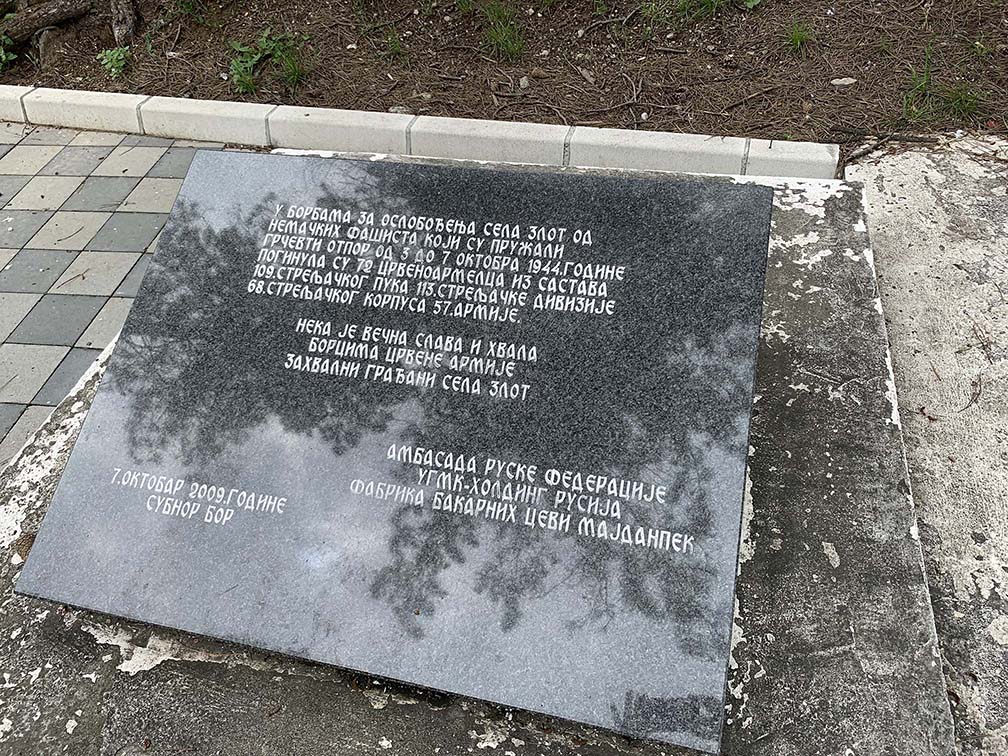 У БОРБАМА ЗА ОСЛОБОЂЕЊА СЕЛА ЗЛОТ ОД
НЕМАЧКИХ ФАШИСТА КОЈИ СУ ПРУЖАЛИ
ГРЧЕВТИ ОТПОР ОД 3 ДО 7 ОКТОБРА 1944.ГОДИНЕ
ПОГИНУЛА СУ 72 ЦРВЕНОАРМЕЛЦА ИЗ САСТАВА
109.СТРЕЉАЧКОГ ПУКА 113.СТРЕЉАЧКЕ ДИВИЗИЈЕ
68.СТРЕЉАЧКОГ КОРПУСА 57.АРМИЈЕ.
НЕКА ЈЕ ВЕЧНА СЛАВА И ХВАЛА
БОРЦИМА ЦРВЕНЕ АРМИЈЕ
ЗАХВАЛНИ ГРАЂАНИ СЕЛА ЗЛОТ
7.ОКТОБАР 2009.ГОДИНЕ
СУБНОР БОР
АМБАСАДА РУСКЕ ФЕДЕРАЦИЈЕ
УГМК-ХОЛДИНГ РУСИЈА
ФАБРИКА БАКАРНИХ ЦЕВИ МАЈДАНПЕК